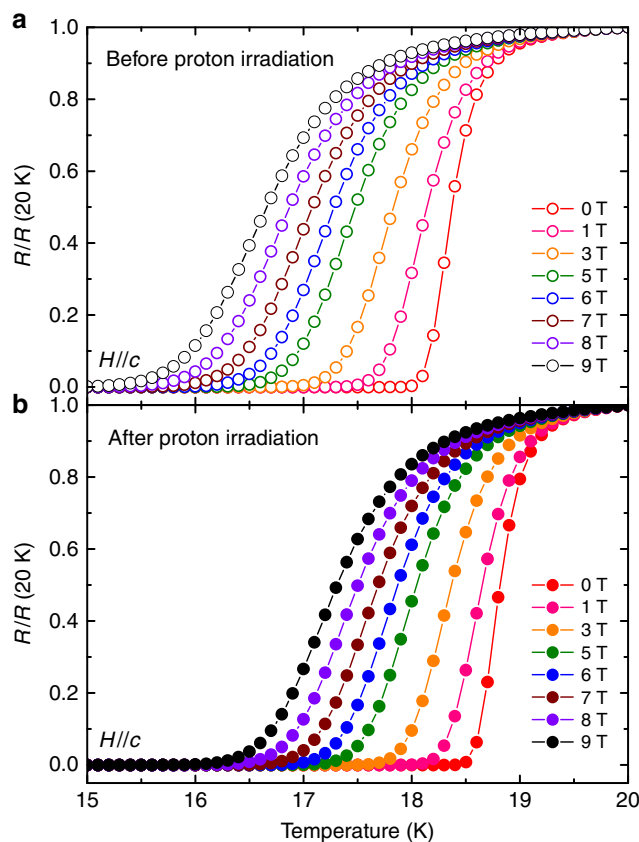 a
1.0
0.8
0.6
0.4
0.2
0.0
R/R (20 K)
Before proton irradiation
H//c
0 T
1 T
3 T
5 T
6 T
7 T
8 T
9 T
b
1.0
0.8
0.6
0.4
0.2
0.0
R/R (20 K)
After proton irradiation
H//c
0 T
1 T
3 T
5 T
6 T
7 T
8 T
9 T
15 16 17 18 19 20
Temperature (K)